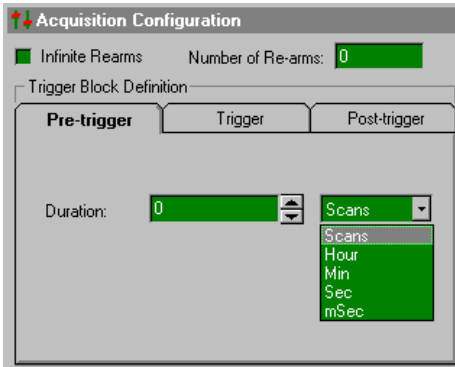 Acquisition Configuration
Infinite Rearms Number of Re-arms: 0
Trigger Block Definition
Pre-trigger Trigger Post-trigger
Duration: 0 Scans
Scans
Hour
Min
Sec
mSec